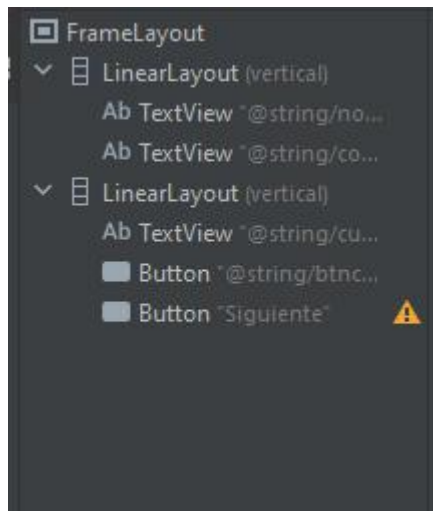 FrameLayout
LinearLayout (vertical)
Ab TextView "@string/no...
Ab TextView "@string/co...
LinearLayout (vertical)
Ab TextView "@string/cu...
Button "@string/btnc...
Button "Siguiente"